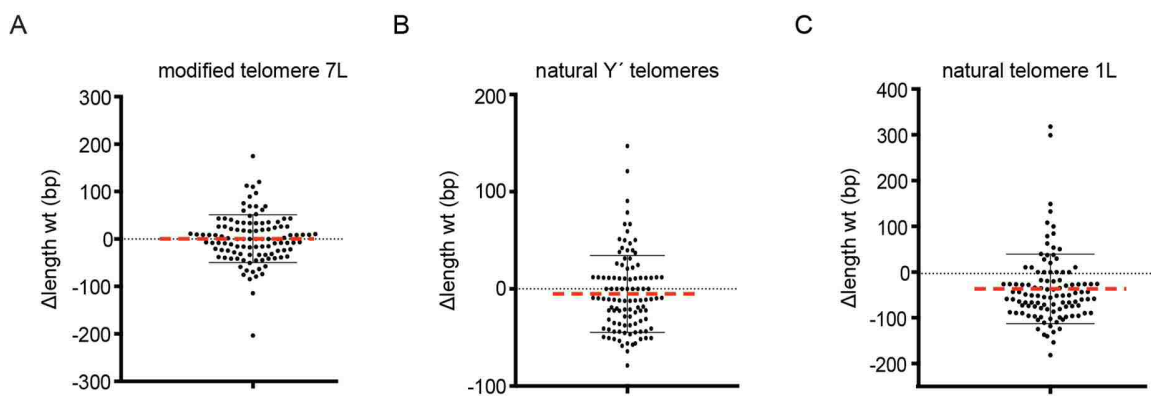 A
B
C
modified telomere 7L
natural Y´ telomeres
natural telomere 1L
Δlength wt (bp)
300
200
100
0
-100
-200
-300
Δlength wt (bp)
200
100
0
-100
Δlength wt (bp)
400
300
200
100
0
-100
-200